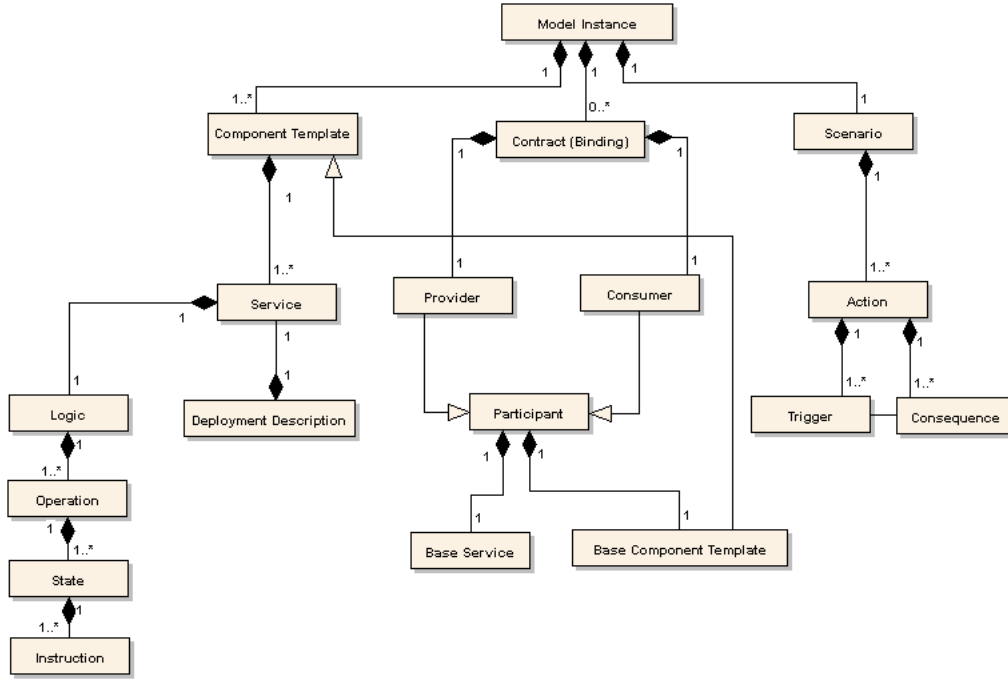 Model Instance
1
1
1
1..*
0..*
1
Component Template
Contract (Binding)
Scenario
1
1
1
1
1..*
1
1
1..*
Service
Provider
Consumer
Action
1
1
1
1
1
1
1..*
1..*
Logic
Deployment Description
Participant
Trigger
Consequence
1
1
1
1..*
Operation
1
1
1
1..*
Base Service
Base Component Template
State
1
1..*
Instruction